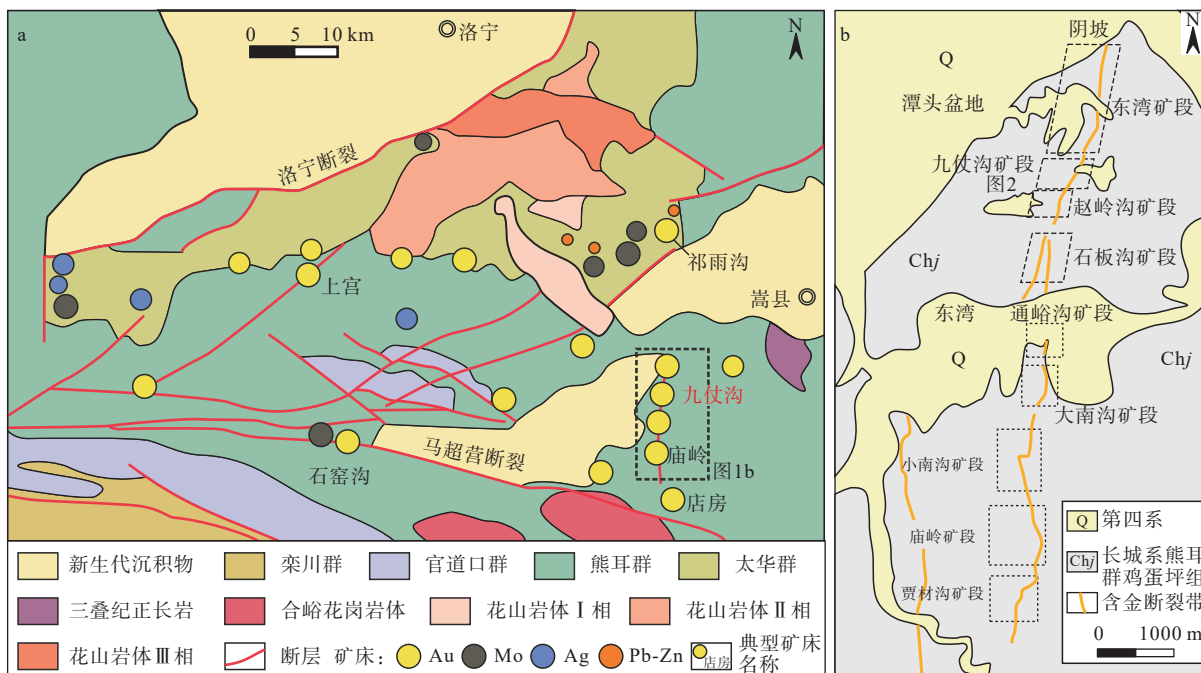 a
0 5 10 km
洛宁
N
洛宁断裂
上宫
祁雨沟
嵩县
九仗沟
马超营断裂
庙岭
图1b
石窑沟
店房
新生代沉积物
栾川群
官道口群
熊耳群
太华群
三叠纪正长岩
合峪花岗岩体
花山岩体Ⅰ相
花山岩体Ⅱ相
花山岩体Ⅲ相
断层
矿床：
Au
Mo
Ag
Pb-Zn
店房
典型矿床
名称
b
阴坡
N
Q
潭头盆地
东湾矿段
九仗沟矿段
图2
赵岭沟矿段
Chj
石板沟矿段
东湾
通峪沟矿段
Q
Chj
大南沟矿段
小南沟矿段
庙岭矿段
贾材沟矿段
Q
第四系
Chj
长城系熊耳
群鸡蛋坪组
含金断裂带
0 1000 m